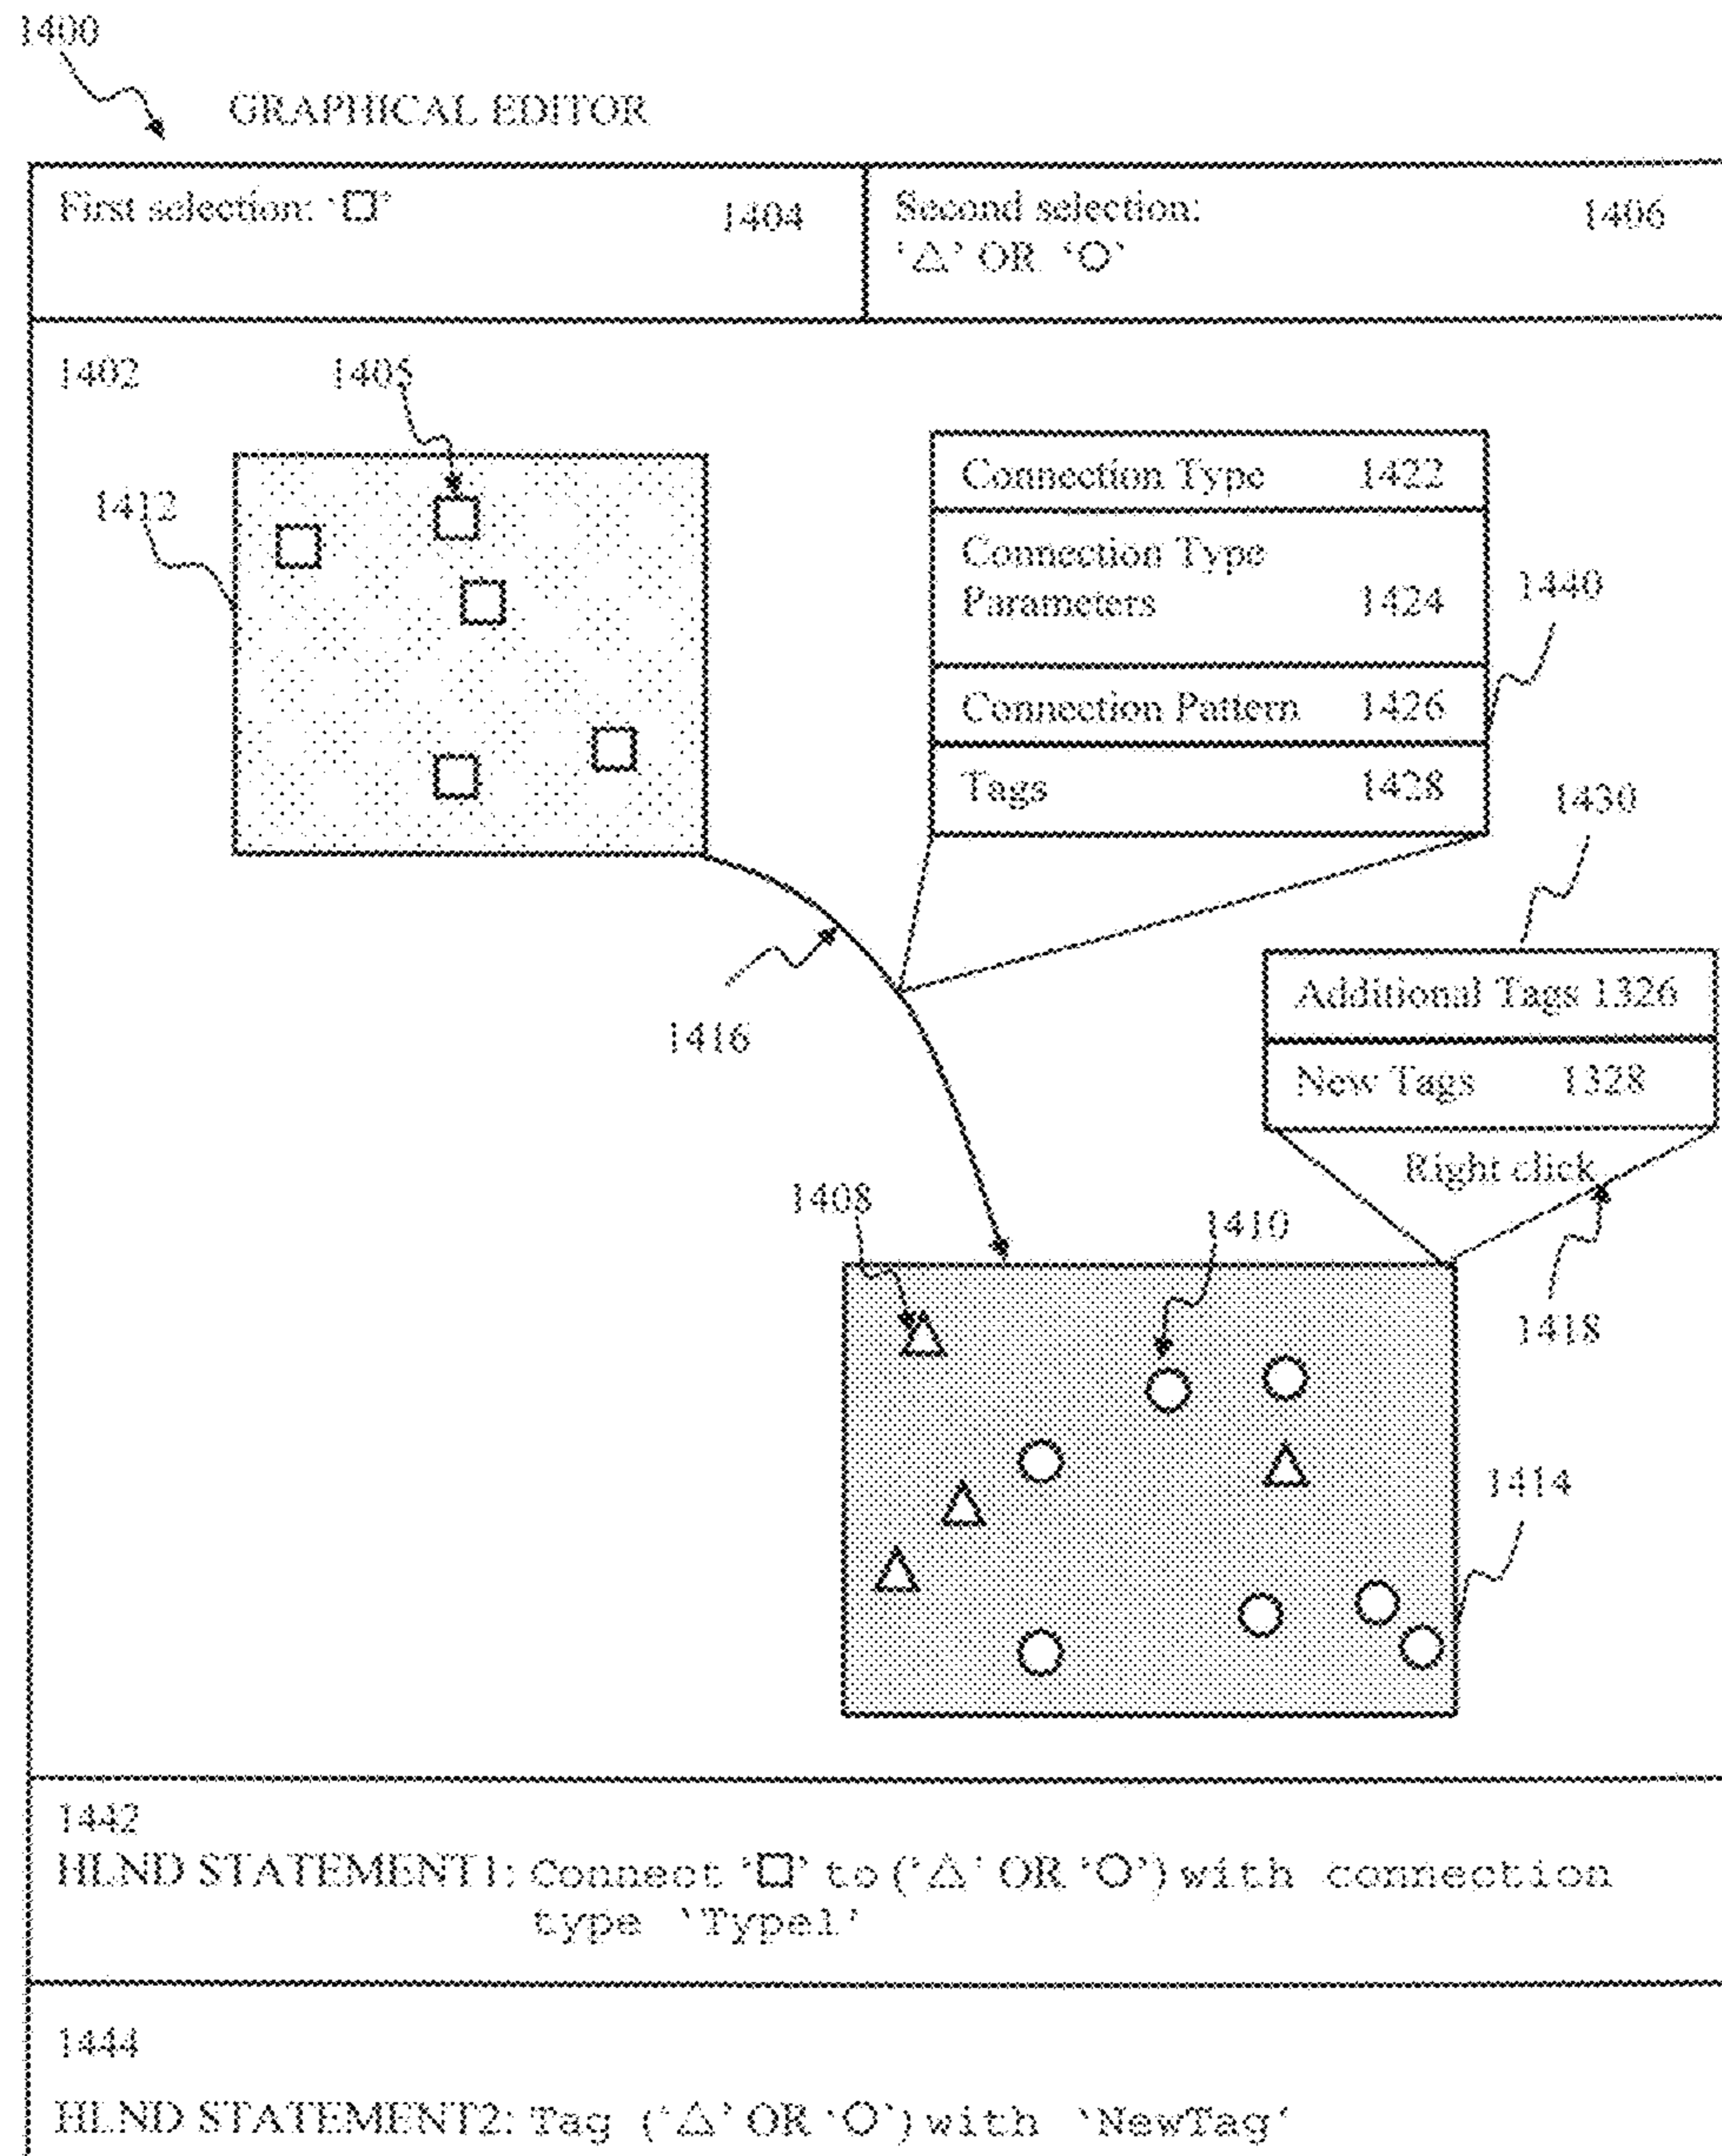 1400
GRAPHICAL EDITOR
First selection: ‘□’ 1404
Second selection: 1406
‘△’ OR ‘○’
1402
1405
1412
Connection Type 1422
Connection Type
Parameters 1424
1440
Connection Pattern 1426
Tags 1428
1430
1416
Additional Tags 1326
New Tags 1328
Right click
1408
1410
1418
1414
1442
HLND STATEMENT1: Connect ‘□’ to (‘△’ OR ‘○’) with connection
type ‘Type1’
1444
HLND STATEMENT2: Tag (‘△’ OR ‘○’) with ‘NewTag‘